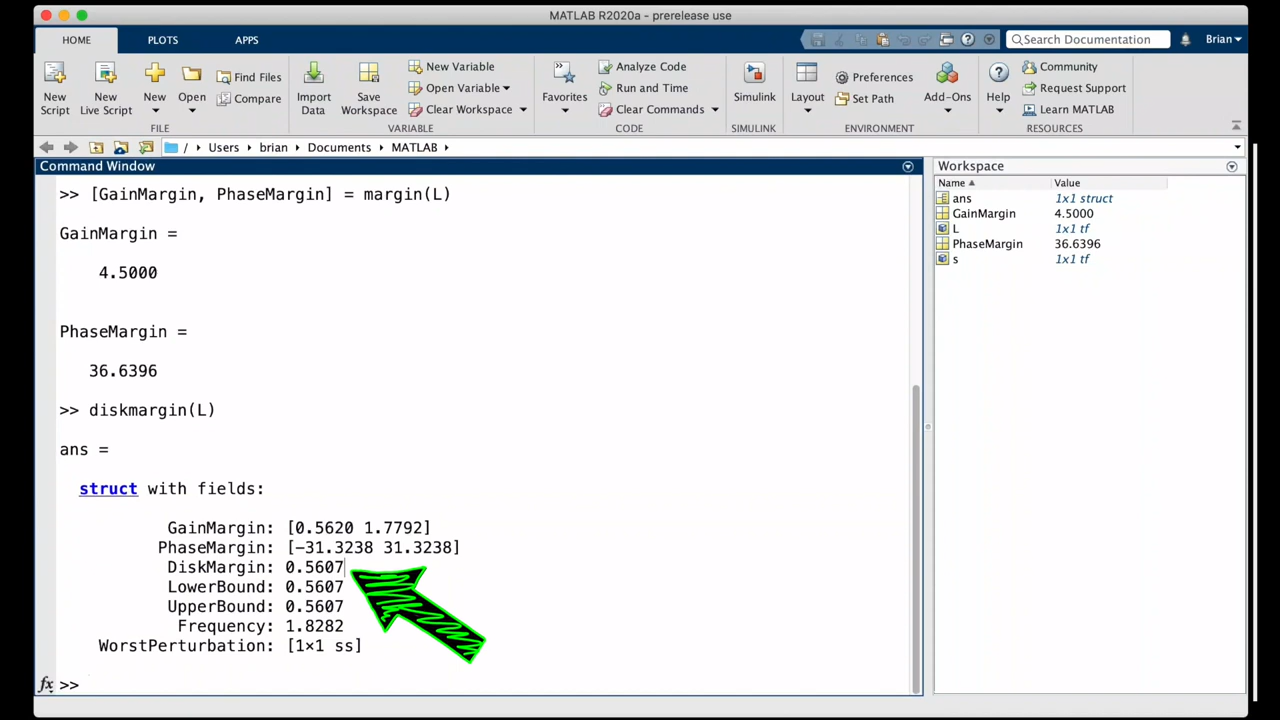 MATLAB R2020a - prerelease use
HOME PLOTS APPS
Search Documentation
Brian
New Script
New Live Script
New
Open
Find Files
Compare
FILE
Import Data
Save Workspace
New Variable
Open Variable
Clear Workspace
VARIABLE
Favorites
Analyze Code
Run and Time
Clear Commands
CODE
Simulink
SIMULINK
Layout
Preferences
Set Path
Add-Ons
ENVIRONMENT
Help
Community
Request Support
Learn MATLAB
RESOURCES
/ Users brian Documents MATLAB
Command Window
>> [GainMargin, PhaseMargin] = margin(L)
GainMargin =
4.5000
PhaseMargin =
36.6396
>> diskmargin(L)
ans =
struct with fields:
GainMargin: [0.5620 1.7792]
PhaseMargin: [−31.3238 31.3238]
DiskMargin: 0.5607
LowerBound: 0.5607
UpperBound: 0.5607
Frequency: 1.8282
WorstPerturbation: [1×1 ss]
fx >>
Workspace
Name Value
ans 1x1 struct
GainMargin 4.5000
L 1x1 tf
PhaseMargin 36.6396
s 1x1 tf